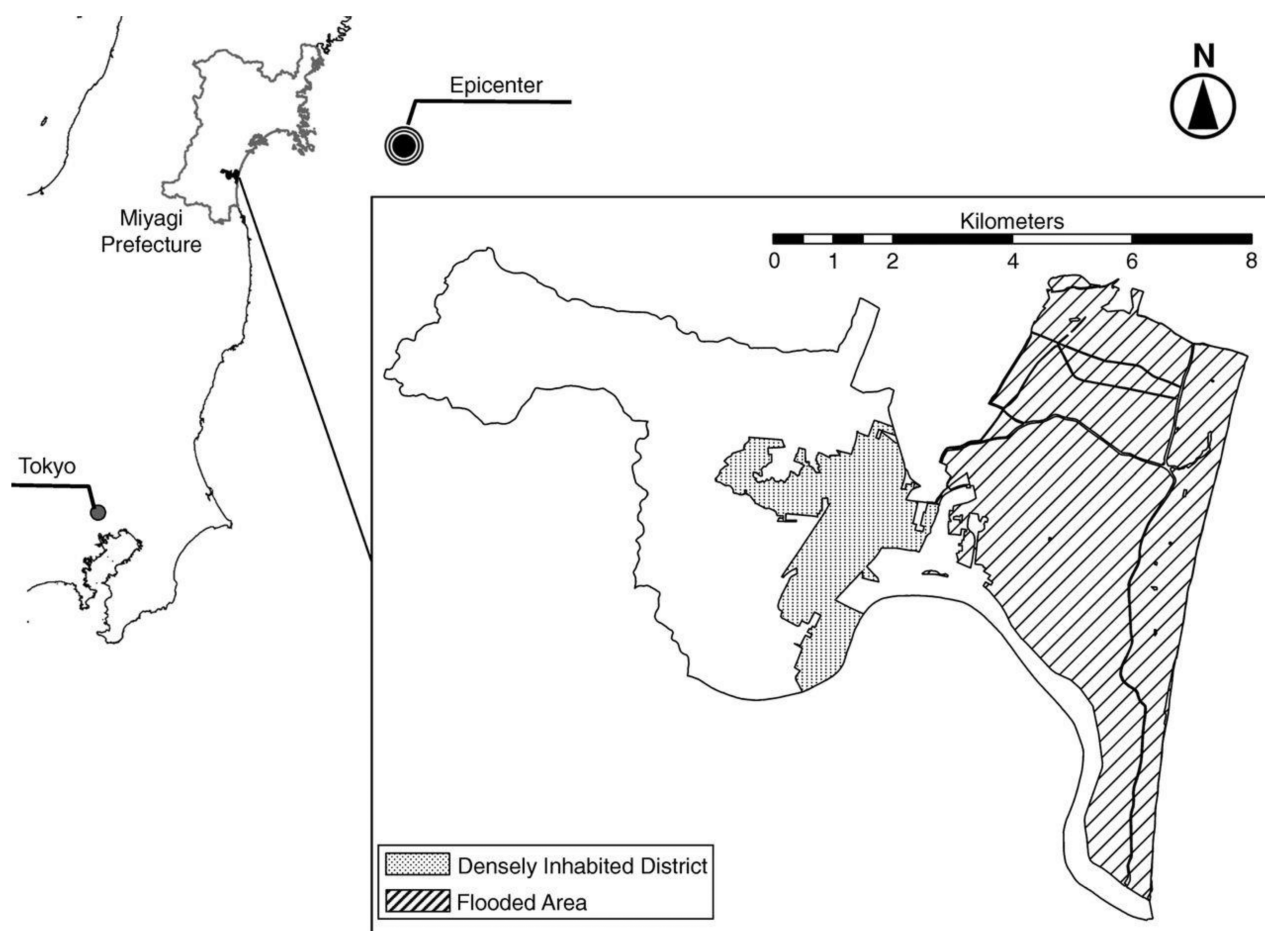 Epicenter
N
Miyagi
Prefecture
Kilometers
0 1 2 4 6 8
Tokyo
Densely Inhabited District
Flooded Area